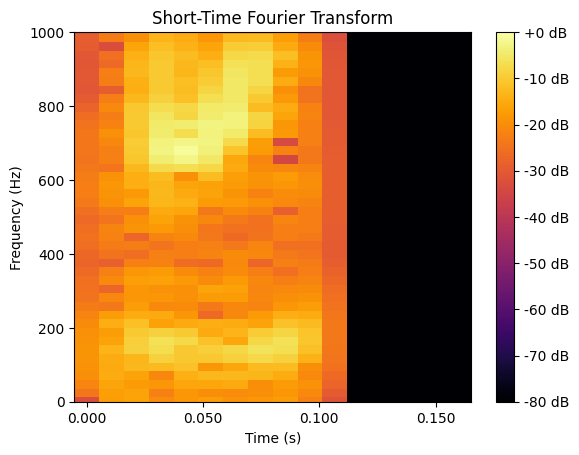 Short-Time Fourier Transform
Frequency (Hz)
1000
800
600
400
200
0
0.000
0.050
0.100
0.150
Time (s)
+0 dB
-10 dB
-20 dB
-30 dB
-40 dB
-50 dB
-60 dB
-70 dB
-80 dB